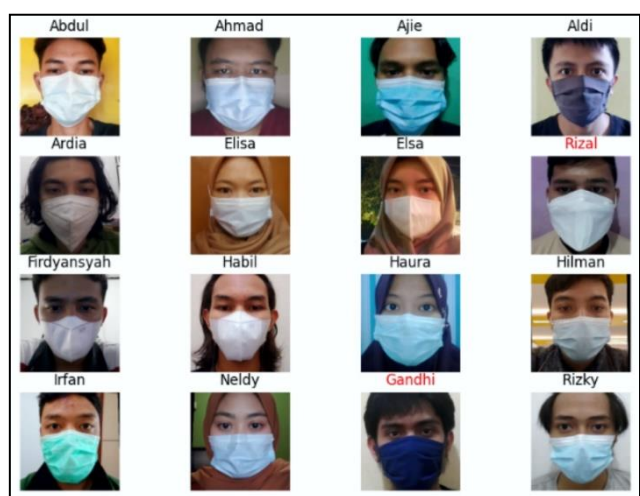 Abdul Ahmad Ajie Aldi
Ardia Elisa Elsa Rizal
Firdyansyah Habil Haura Hilman
Irfan Neldy Gandhi Rizky